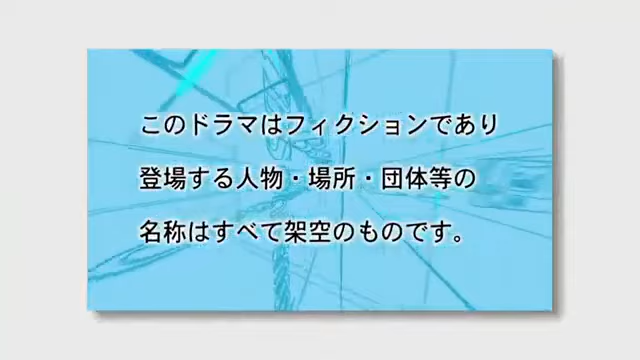 このドラマはフィクションであり
登場する人物・場所・団体等の
名称はすべて架空のものです。